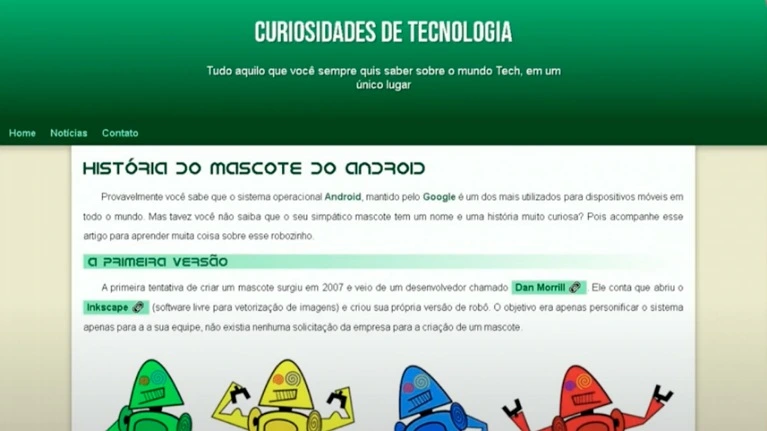 CURIOSIDADES DE TECNOLOGIA
Tudo aquilo que você sempre quis saber sobre o mundo Tech, em um
único lugar
Home Notícias Contato
HISTÓRIA DO MASCOTE DO ANDROID
Provavelmente você sabe que o sistema operacional Android, mantido pelo Google é um dos mais utilizados para dispositivos móveis em
todo o mundo. Mas tavez você não saiba que o seu simpático mascote tem um nome e uma história muito curiosa? Pois acompanhe esse
artigo para aprender muita coisa sobre esse robozinho.
A PRIMEIRA VERSÃO
A primeira tentativa de criar um mascote surgiu em 2007 e veio de um desenvolvedor chamado Dan Morrill. Ele conta que abriu o
Inkscape (software livre para vetorização de imagens) e criou sua própria versão de robô. O objetivo era apenas personificar o sistema
apenas para a a sua equipe, não existia nenhuma solicitação da empresa para a criação de um mascote.